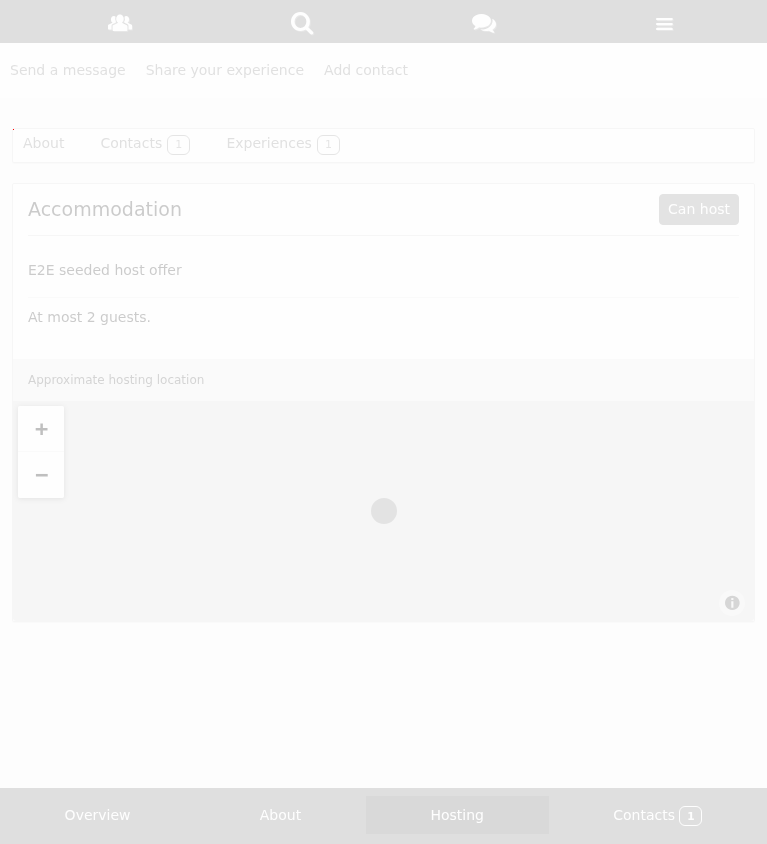 Send a message Share your experience Add contact
About Contacts 1 Experiences 1
Accommodation Can host
E2E seeded host offer
At most 2 guests.
Approximate hosting location
+
−
Overview About Hosting Contacts 1